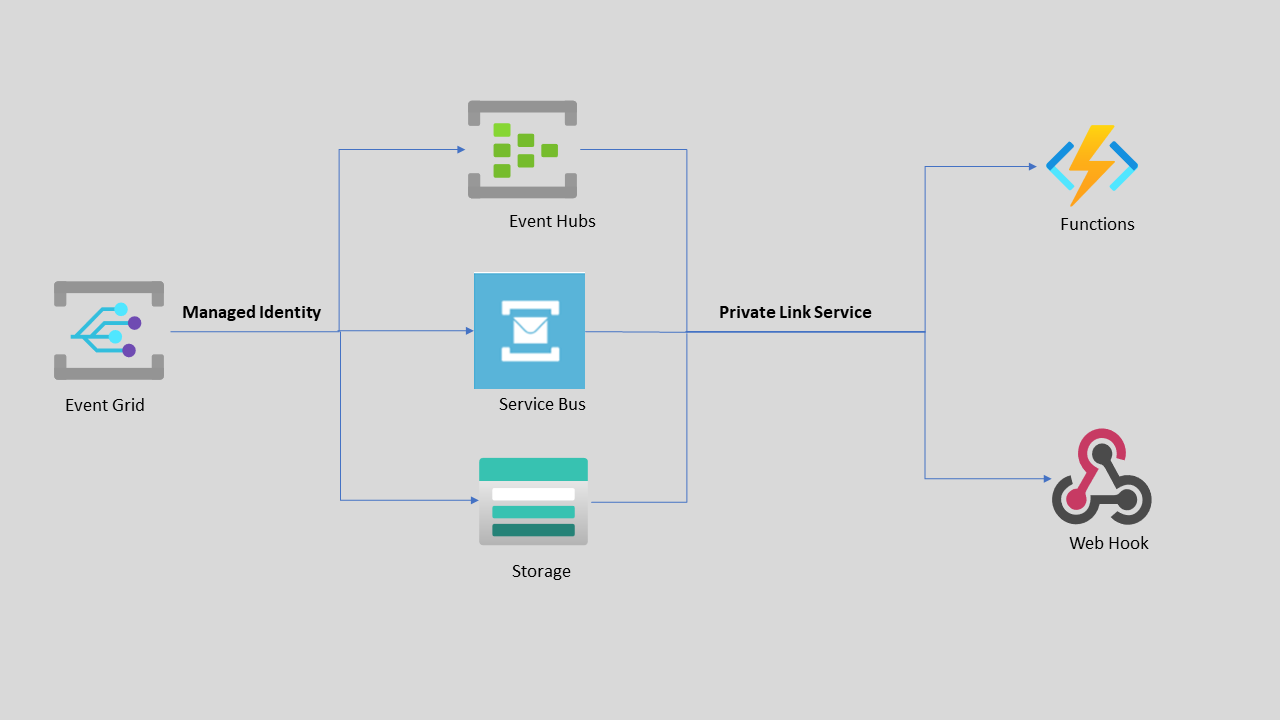 Event Hubs
Functions
Managed Identity
Private Link Service
Event Grid
Service Bus
Web Hook
Storage